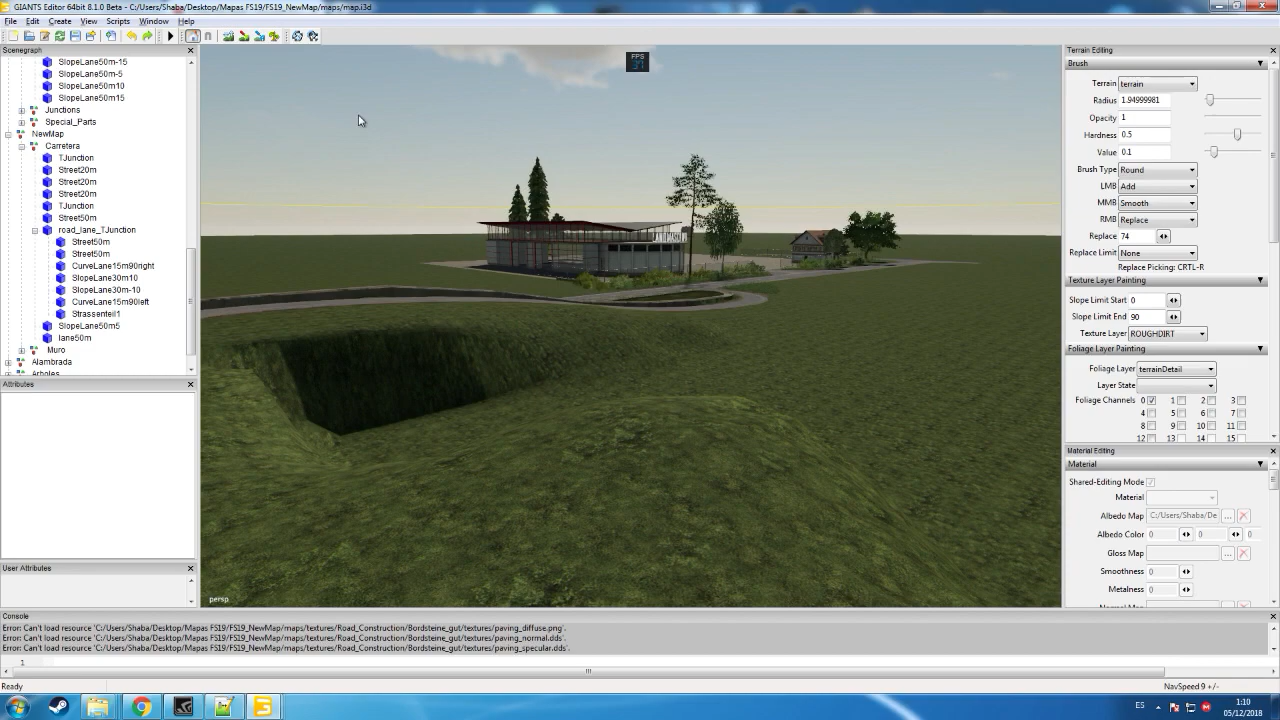 GIANTS Editor 64bit 8.1.0 Beta - C:/Users/Shaba/Desktop/Mapas FS19/FS19_NewMap/maps/map.i3d
File Edit Create View Scripts Window Help
Scenegraph
SlopeLane50m-15
SlopeLane50m-5
SlopeLane50m10
SlopeLane50m15
Junctions
Special_Parts
NewMap
Carretera
TJunction
Street20m
Street20m
Street20m
TJunction
Street50m
road_lane_TJunction
Street50m
Street50m
CurveLane15m90right
SlopeLane30m10
SlopeLane30m-10
CurveLane15m90left
Strassenteil1
SlopeLane50m5
lane50m
Muro
Alambrada
Arboles
Attributes
User Attributes
FPS
37
persp
Terrain Editing
Brush
Terrain terrain
Radius 1.94999981
Opacity 1
Hardness 0.5
Value 0.1
Brush Type Round
LMB Add
MMB Smooth
RMB Replace
Replace 74
Replace Limit None
Replace Picking: CRTL-R
Texture Layer Painting
Slope Limit Start 0
Slope Limit End 90
Texture Layer ROUGHDIRT
Foliage Layer Painting
Foliage Layer terrainDetail
Layer State
Foliage Channels 0 1 2 3
4 5 6 7
8 9 10 11
12 13 14 15
Material Editing
Material
Shared-Editing Mode
Material
Albedo Map C:/Users/Shaba/De ...
Albedo Color 0 0 0
Gloss Map ...
Smoothness 0
Metalness 0
Normal Map
Console
Error: Can't load resource 'C:/Users/Shaba/Desktop/Mapas FS19/FS19_NewMap/maps/textures/Road_Construction/Bordsteine_gut/textures/paving_diffuse.png'.
Error: Can't load resource 'C:/Users/Shaba/Desktop/Mapas FS19/FS19_NewMap/maps/textures/Road_Construction/Bordsteine_gut/textures/paving_normal.dds'.
Error: Can't load resource 'C:/Users/Shaba/Desktop/Mapas FS19/FS19_NewMap/maps/textures/Road_Construction/Bordsteine_gut/textures/paving_specular.dds'.
1
Ready
NavSpeed 9 +/-
ES
1:10
05/12/2018